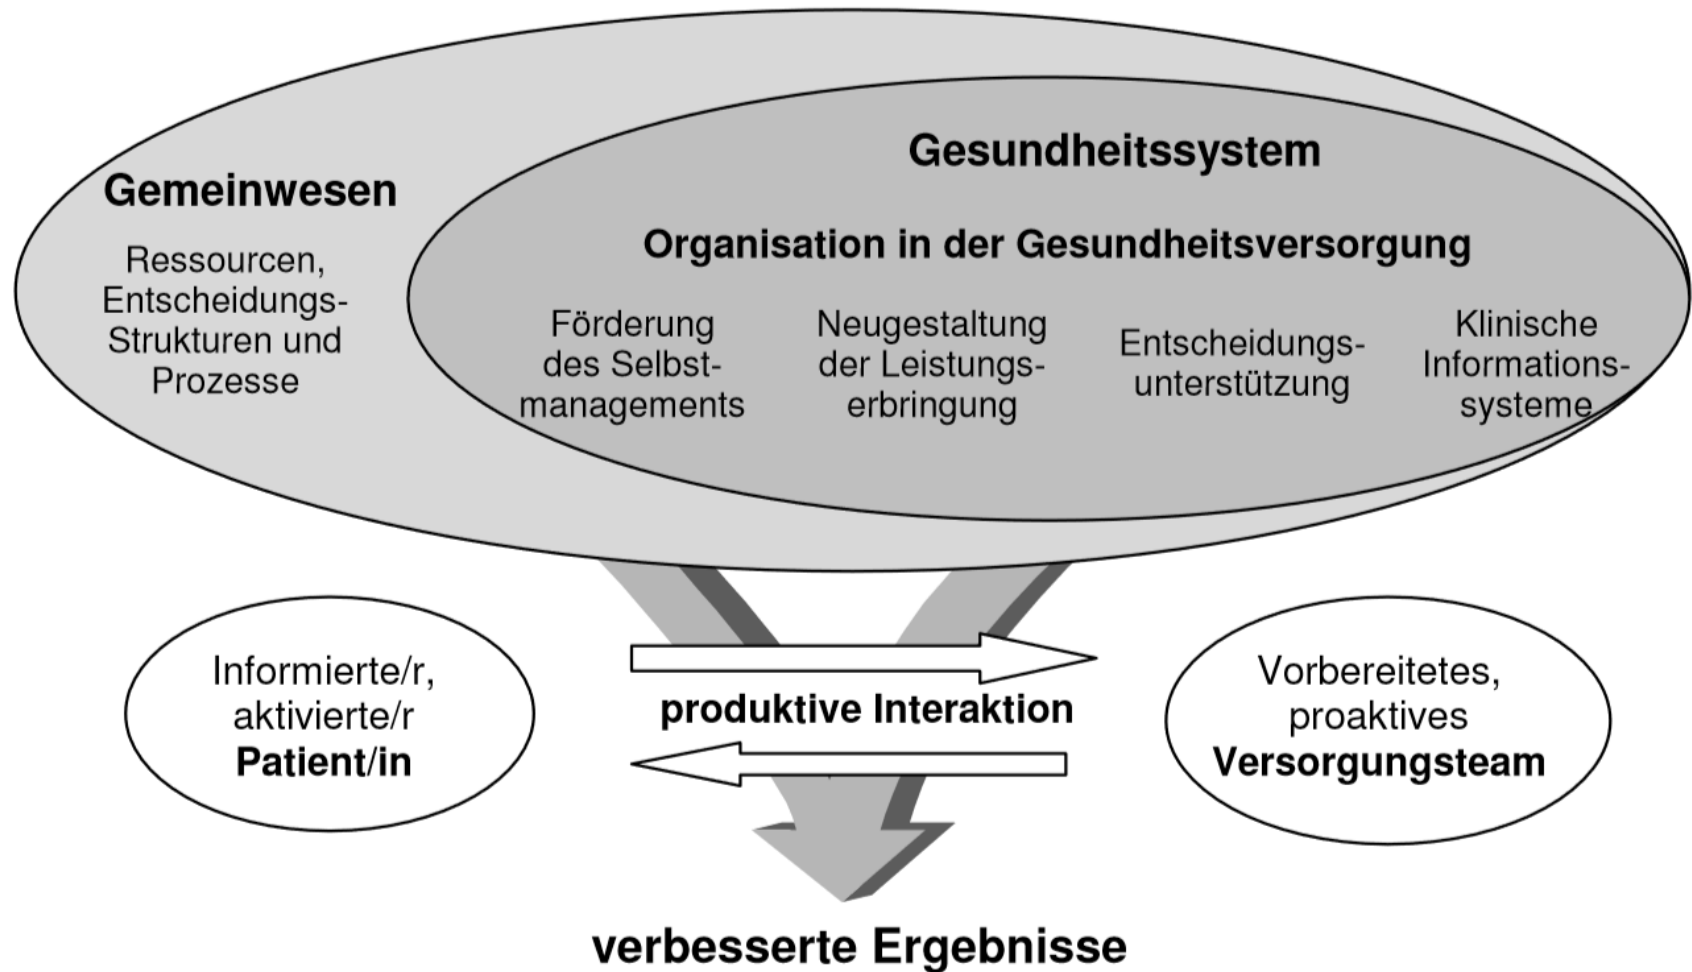 Gesundheitssystem
Gemeinwesen
Organisation in der Gesundheitsversorgung
Ressourcen,
Entscheidungs-
Strukturen und
Prozesse
Förderung
des Selbst-
managements
Neugestaltung
der Leistungs-
erbringung
Entscheidungs-
unterstützung
Klinische
Informations-
systeme
Informierte/r,
aktivierte/r
Patient/in
produktive Interaktion
Vorbereitetes,
proaktives
Versorgungsteam
verbesserte Ergebnisse